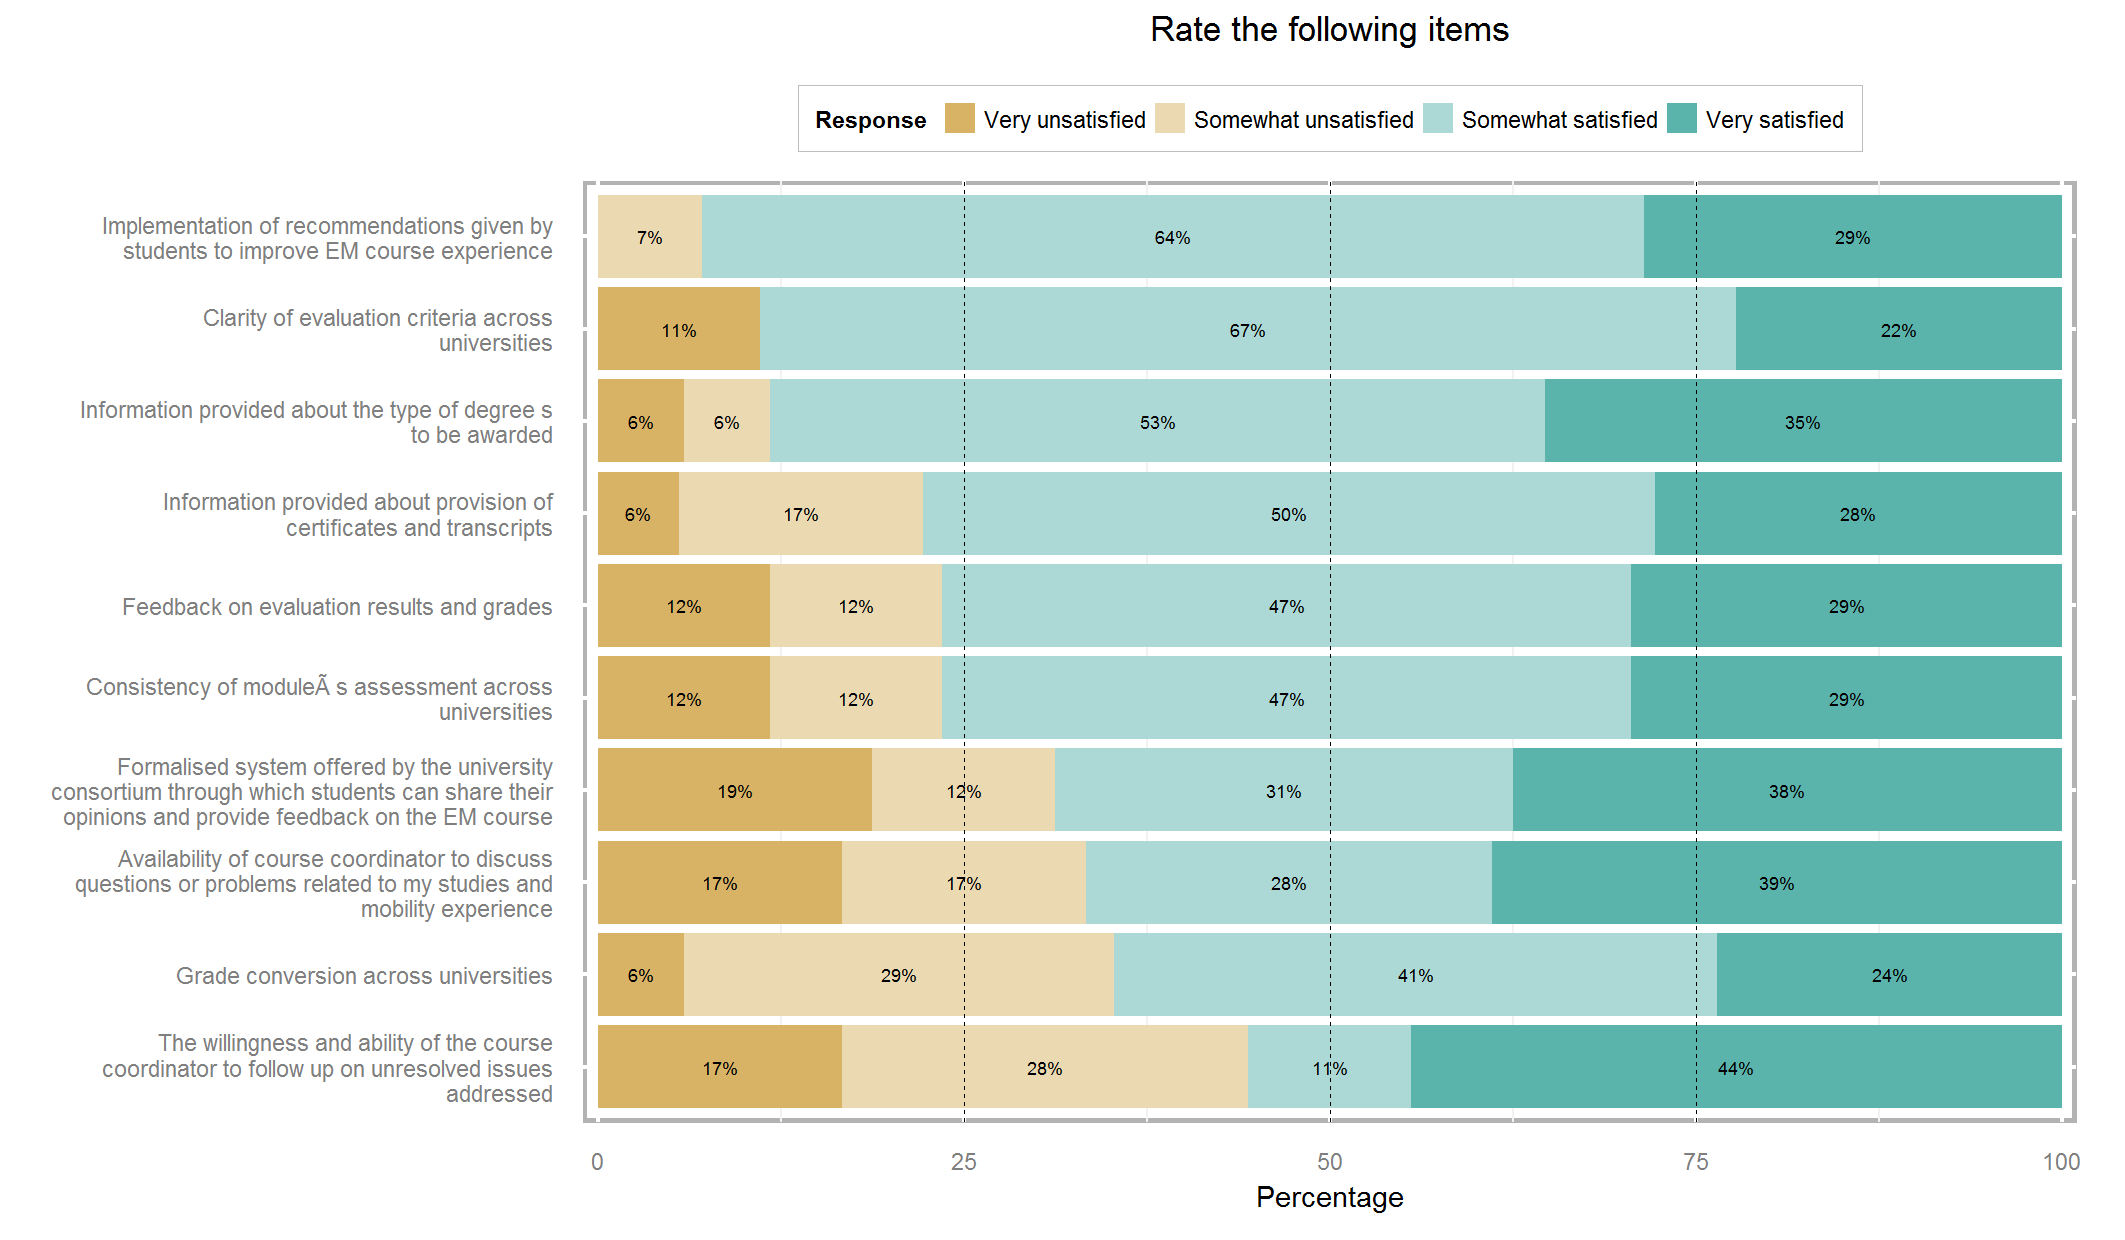 Rate the following items
Response Very unsatisfied Somewhat unsatisfied Somewhat satisfied Very satisfied
Implementation of recommendations given by
students to improve EM course experience
7% 64% 29%
Clarity of evaluation criteria across
universities
11% 67% 22%
Information provided about the type of degree s
to be awarded
6% 6% 53% 35%
Information provided about provision of
certificates and transcripts
6% 17% 50% 28%
Feedback on evaluation results and grades
12% 12% 47% 29%
Consistency of moduleÃ s assessment across
universities
12% 12% 47% 29%
Formalised system offered by the university
consortium through which students can share their
opinions and provide feedback on the EM course
19% 12% 31% 38%
Availability of course coordinator to discuss
questions or problems related to my studies and
mobility experience
17% 17% 28% 39%
Grade conversion across universities
6% 29% 41% 24%
The willingness and ability of the course
coordinator to follow up on unresolved issues
addressed
17% 28% 11% 44%
0 25 50 75 100
Percentage